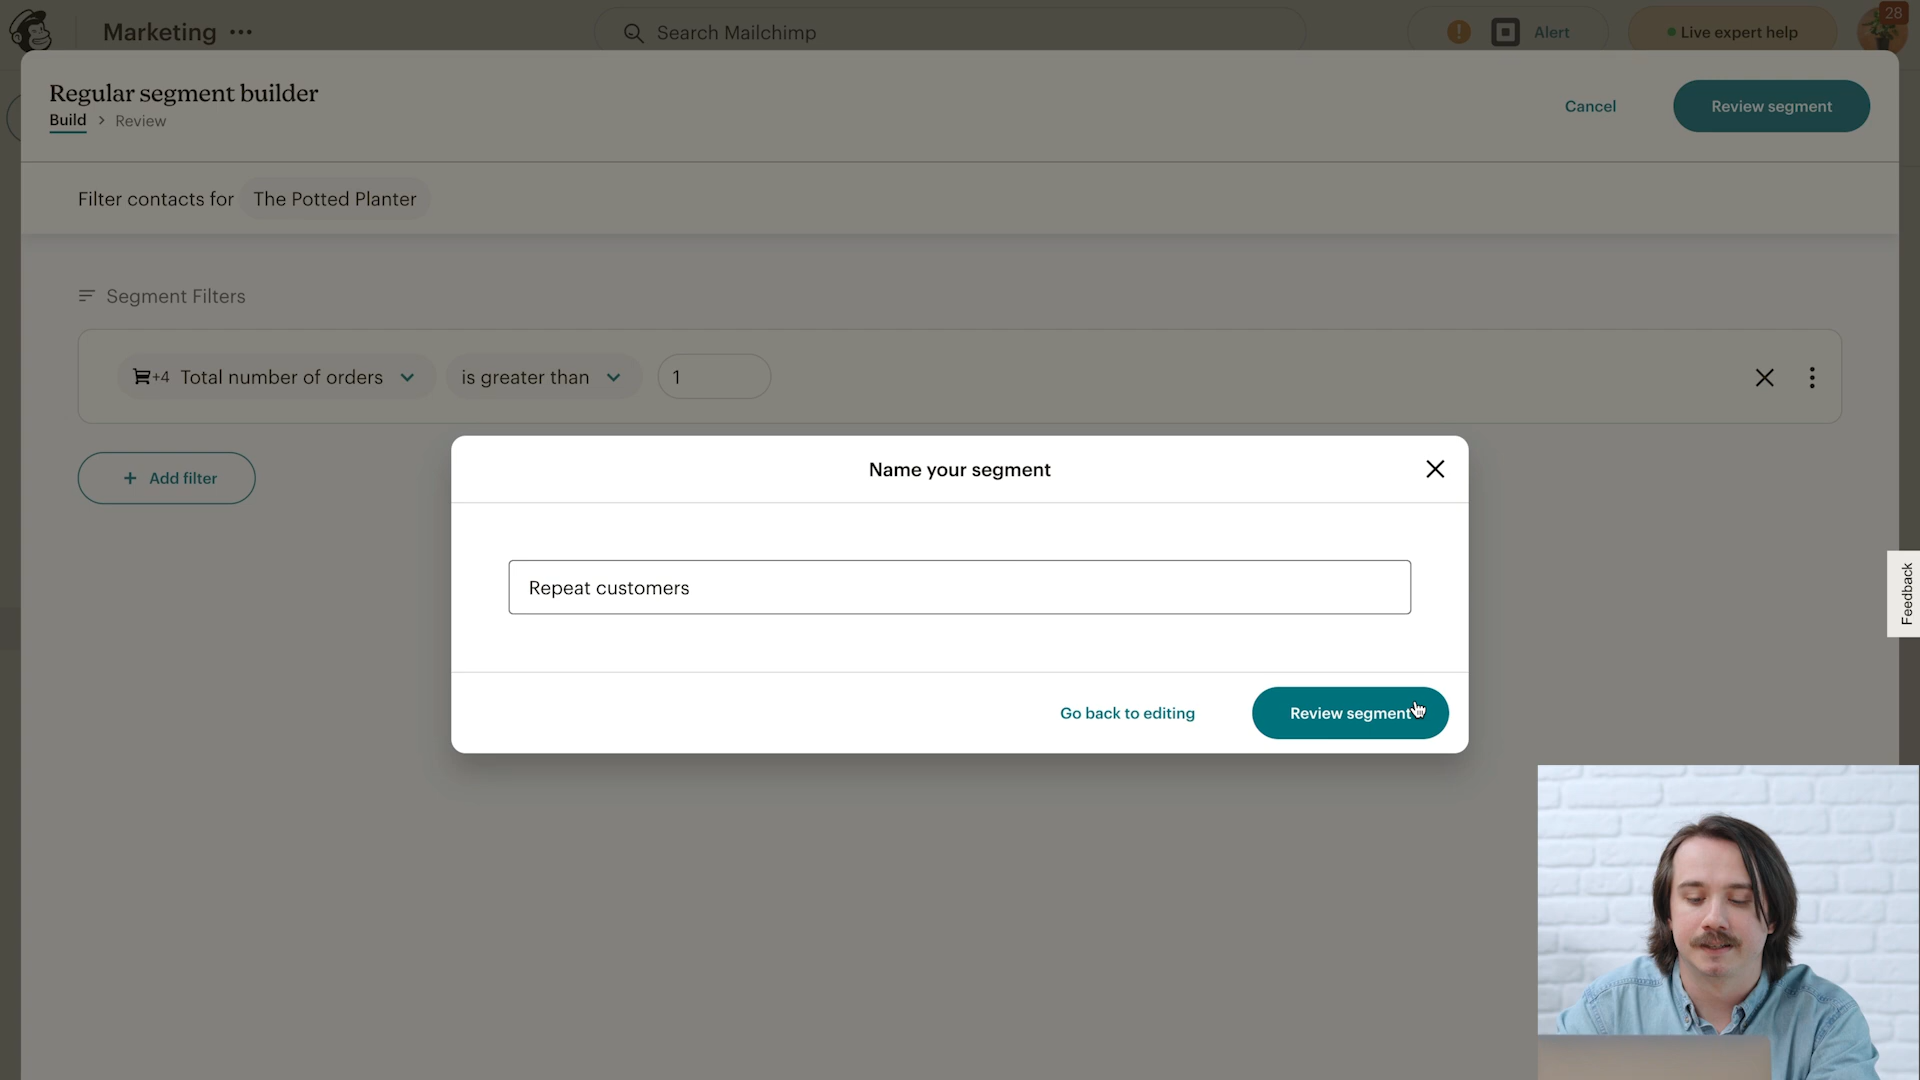 Marketing
Search Mailchimp
Alert
Live expert help
28
Regular segment builder
Build > Review
Cancel
Review segment
Filter contacts for The Potted Planter
Segment Filters
+4 Total number of orders
is greater than
1
+ Add filter
Name your segment
Repeat customers
Go back to editing
Review segment
Feedback